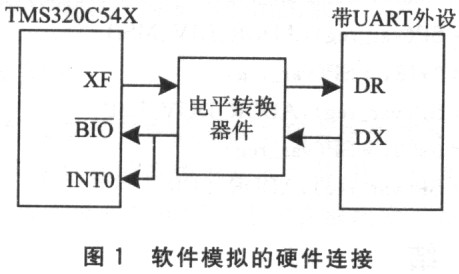 TMS320C54X
带UART外设
XF
DR
电平转换
器件
BIO
DX
INT0
图 1 软件模拟的硬件连接